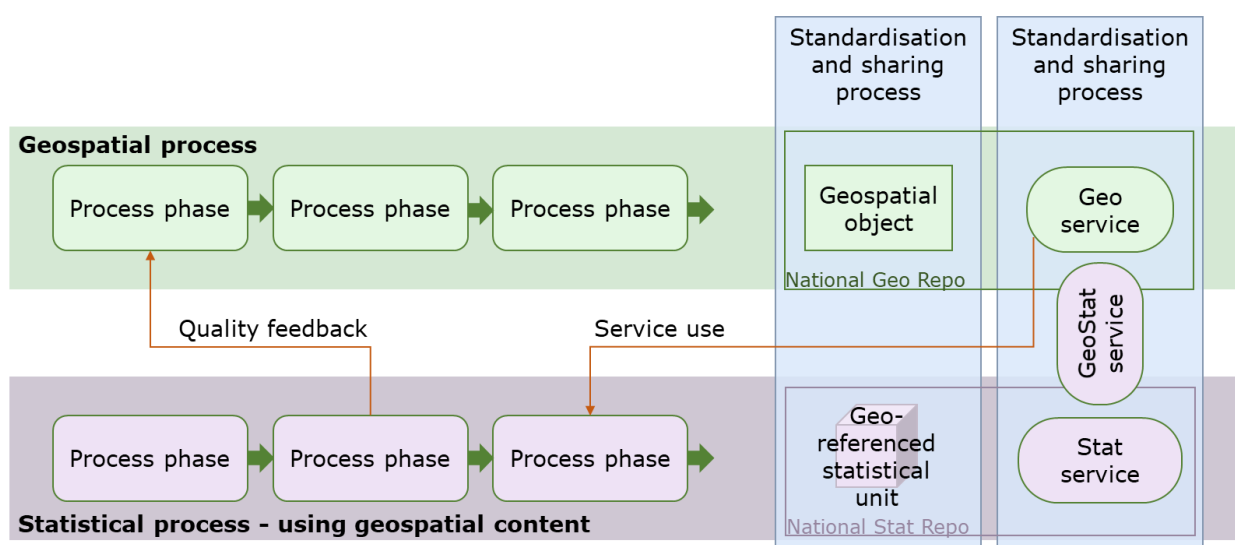 Standardisation
and sharing
process
Standardisation
and sharing
process
Geospatial process
Process phase
Process phase
Process phase
Geospatial
object
Geo
service
National Geo Repo
GeoStat
service
Quality feedback
Service use
Process phase
Process phase
Process phase
Geo-
referenced
statistical
unit
Stat
service
Statistical process - using geospatial content
National Stat Repo